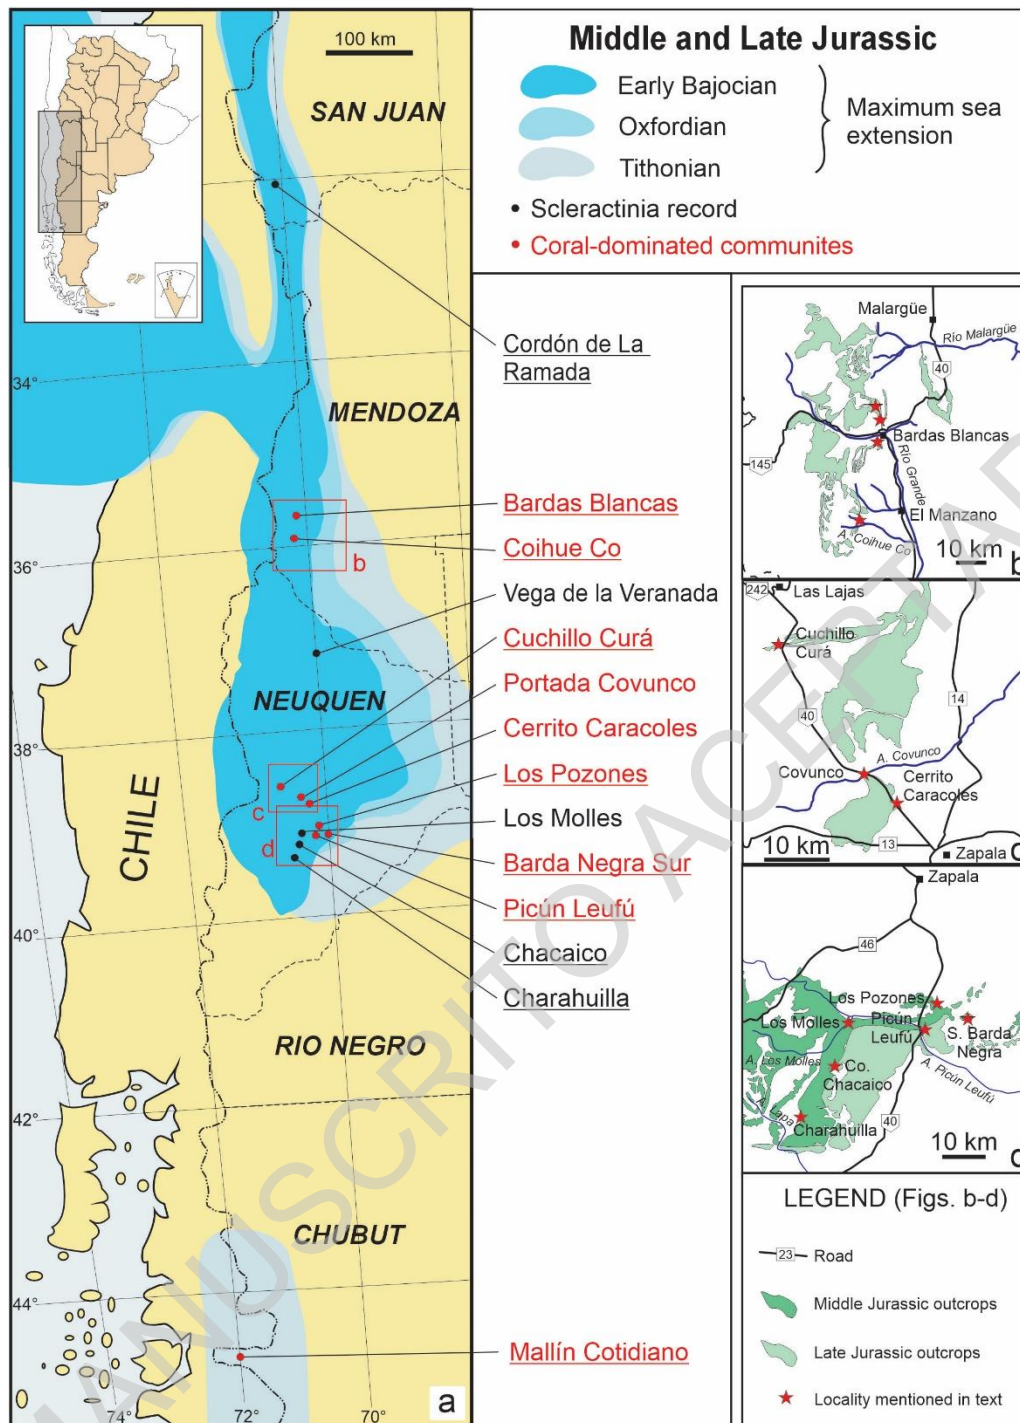 100 km
SAN JUAN
34°
MENDOZA
b
36°
NEUQUEN
38°
c
d
CHILE
40°
RIO NEGRO
42°
CHUBUT
44°
74°
72°
70°
a
Middle and Late Jurassic
Early Bajocian
Oxfordian
Tithonian
Maximum sea
extension
• Scleractinia record
• Coral-dominated communites
Cordón de La
Ramada
Bardas Blancas
Coihue Co
Vega de la Veranada
Cuchillo Curá
Portada Covunco
Cerrito Caracoles
Los Pozones
Los Molles
Barda Negra Sur
Picún Leufú
Chacaico
Charahuilla
Mallín Cotidiano
Malargüe
Río Malargüe
40
Bardas Blancas
145
Río Grande
El Manzano
A. Coihue Co
10 km
b
242
Las Lajas
Cuchillo
Curá
14
40
A. Covunco
Covunco
Cerrito
Caracoles
10 km
13
Zapala
c
Zapala
46
Los Pozones
Los Molles
Picún
Leufú
S. Barda
Negra
A. Los Molles
Co.
Chacaico
A. Picún Leufú
A. Lapa
Charahuilla
40
10 km
d
LEGEND (Figs. b-d)
23
Road
Middle Jurassic outcrops
Late Jurassic outcrops
Locality mentioned in text
MANUSCRITO ACEPTAD